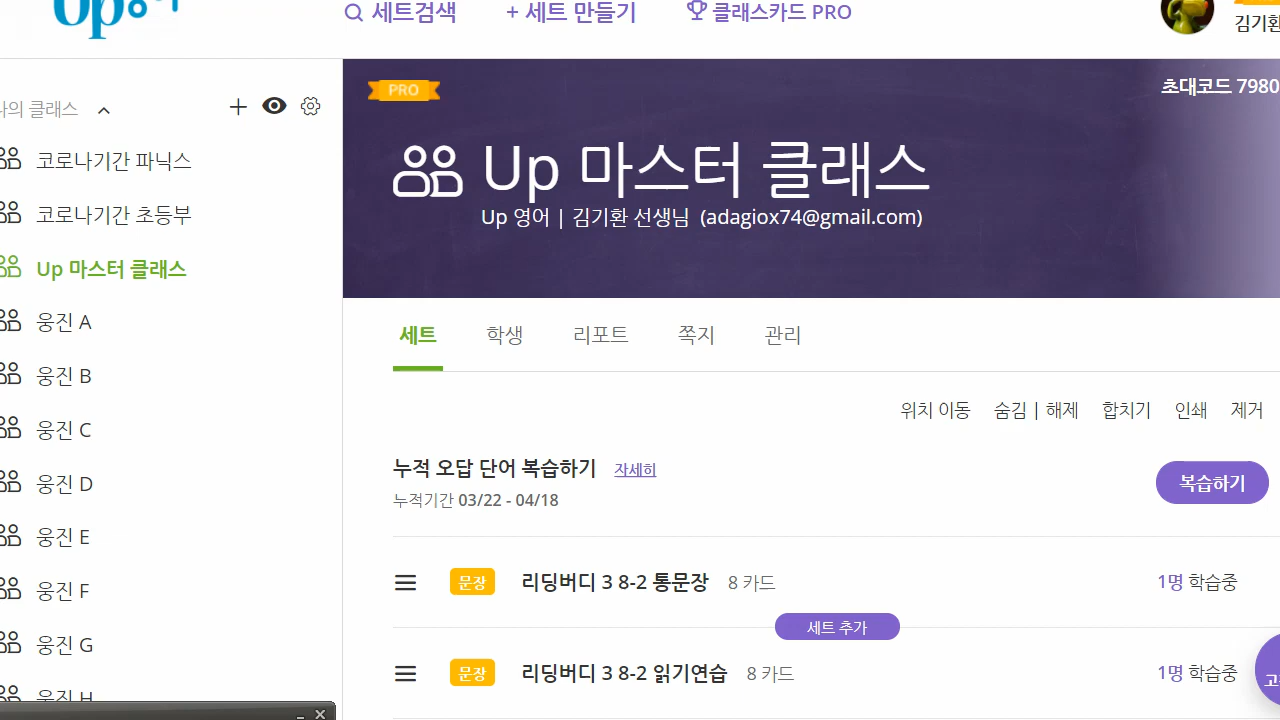 Up영어
세트검색
+ 세트 만들기
클래스카드 PRO
김기환
나의 클래스
코로나기간 파닉스
코로나기간 초등부
Up 마스터 클래스
웅진 A
웅진 B
웅진 C
웅진 D
웅진 E
웅진 F
웅진 G
웅진 H
PRO
초대코드 7980
Up 마스터 클래스
Up 영어 | 김기환 선생님 (adagiox74@gmail.com)
세트 학생 리포트 쪽지 관리
위치 이동 숨김 | 해제 합치기 인쇄 제거
누적 오답 단어 복습하기 자세히
누적기간 03/22 - 04/18
복습하기
문장 리딩버디 3 8-2 통문장 8 카드 1명 학습중
세트 추가
문장 리딩버디 3 8-2 읽기연습 8 카드 1명 학습중